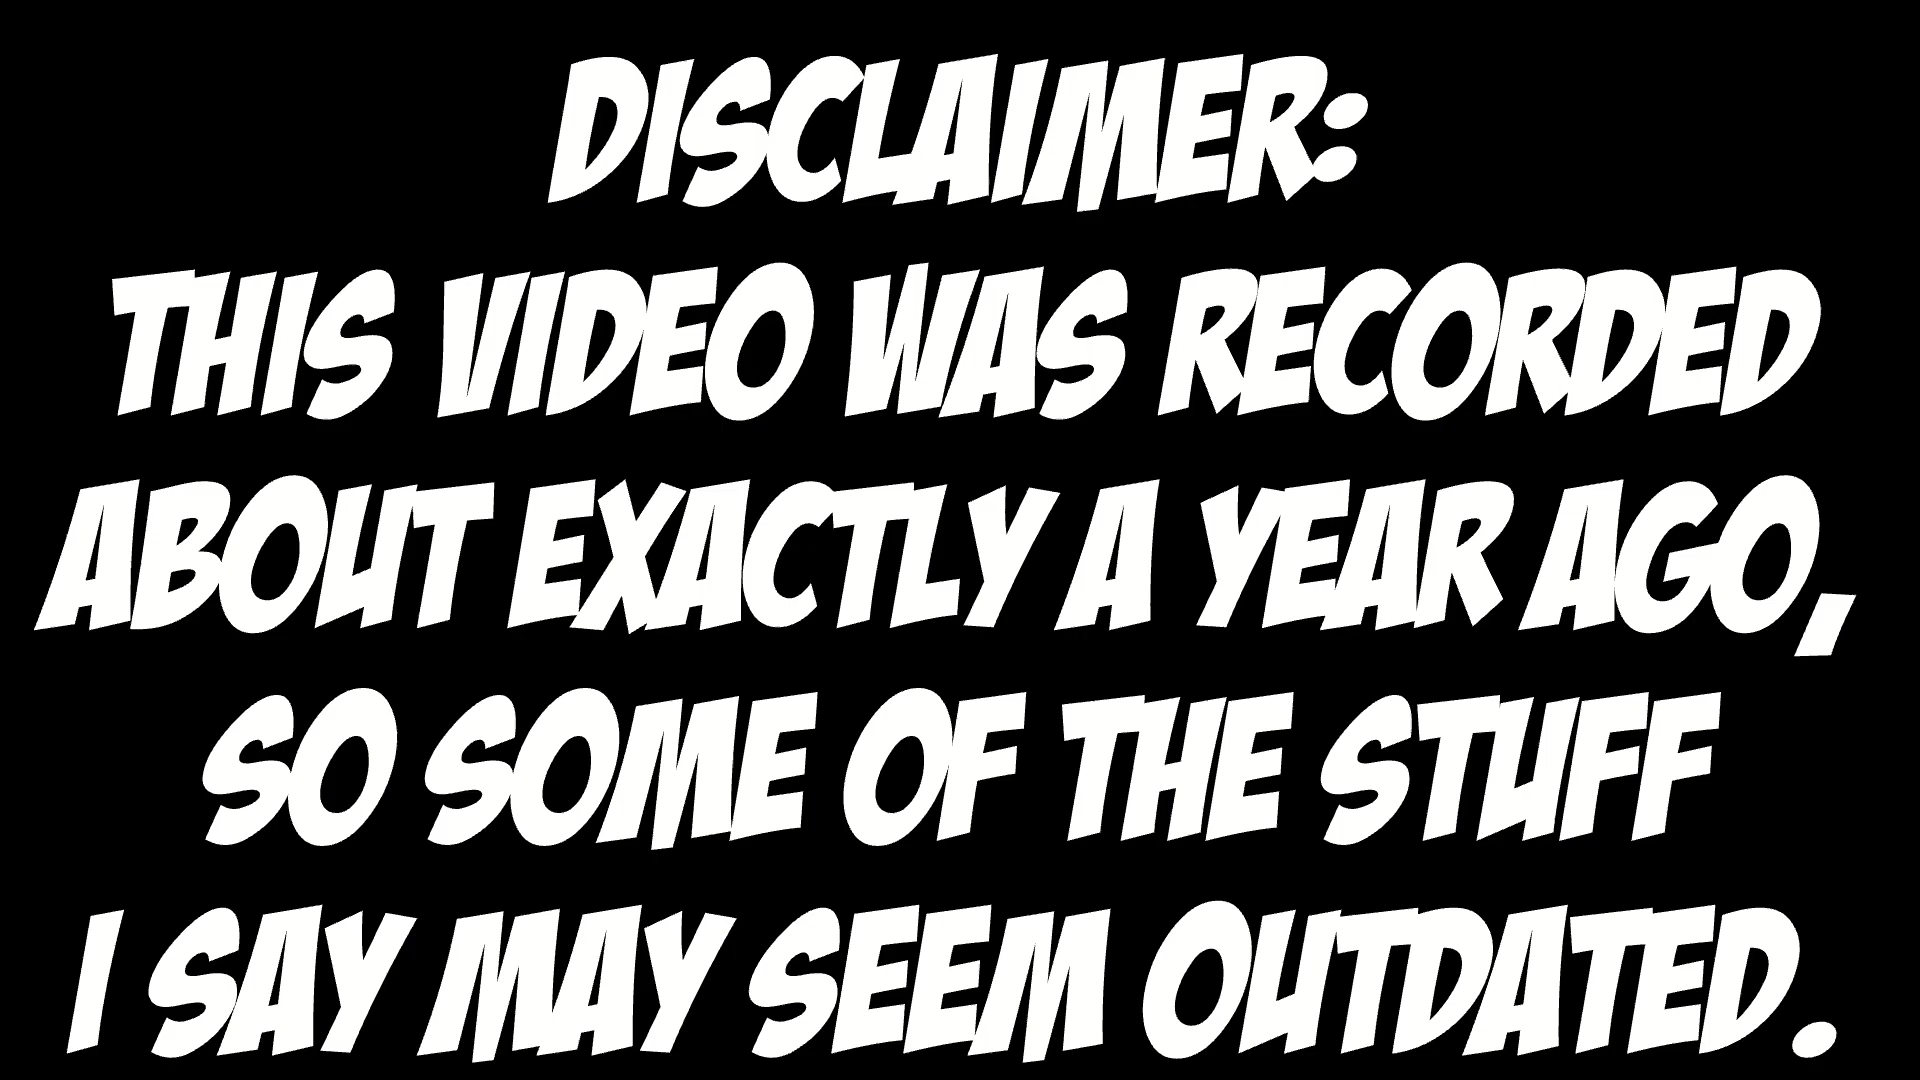 DISCLAIMER:
THIS VIDEO WAS RECORDED
ABOUT EXACTLY A YEAR AGO,
SO SOME OF THE STUFF
I SAY MAY SEEM OUTDATED.